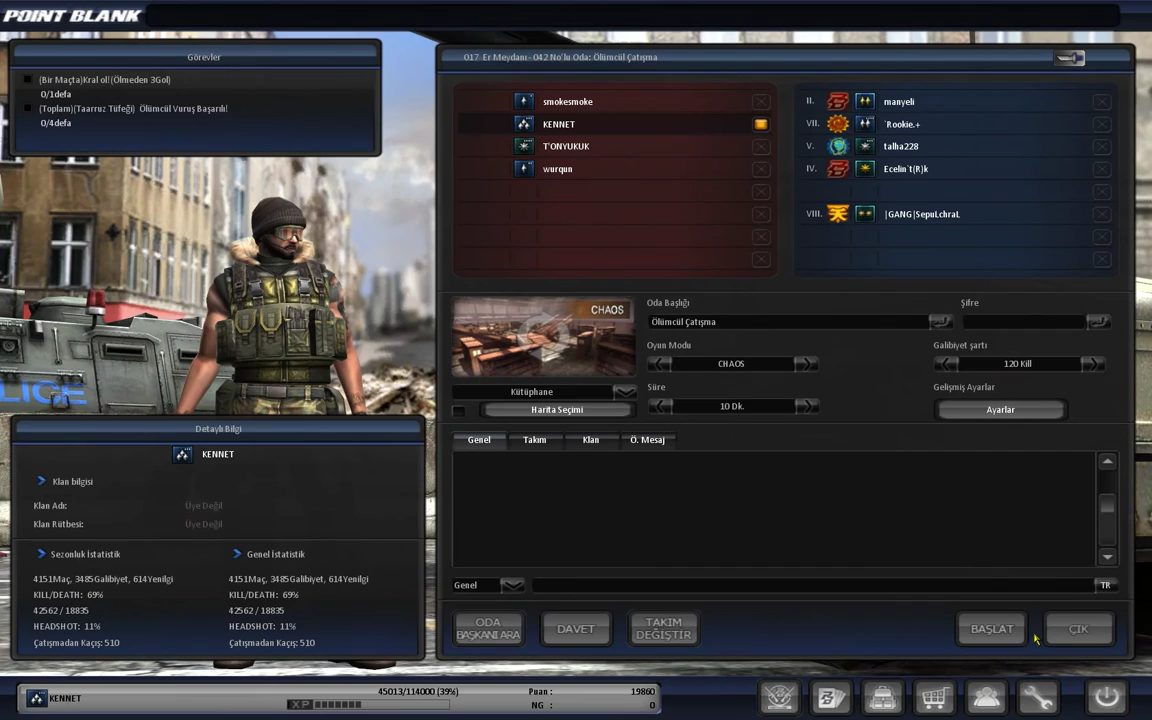 POINT BLANK
Görevler
(Bir Maçta)Kral ol!(Ölmeden 3Gol)
0/1defa
(Toplam)(Taarruz Tüfeği) Ölümcül Vuruş Başarılı!
0/4defa
017 Er Meydanı- 042 No'lu Oda: Ölümcül Çatışma
smokesmoke
KENNET
T'ONYUKUK
wurqun
II. manyeli
VII. `Rookie.+
V. talha228
IV. Ecelin`t(R)k
VIII. |GANG|SepuLchraL
CHAOS
Kütüphane
Harita Seçimi
Oda Başlığı
Şifre
Ölümcül Çatışma
Oyun Modu
Galibiyet şartı
CHAOS
120 Kill
Süre
Gelişmiş Ayarlar
10 Dk.
Ayarlar
LICE
Detaylı Bilgi
KENNET
Klan bilgisi
Klan Adı: Üye Değil
Klan Rütbesi: Üye Değil
Sezonluk İstatistik
4151Maç, 3485Galibiyet, 614Yenilgi
KILL/DEATH: 69%
42562 / 18835
HEADSHOT: 11%
Çatışmadan Kaçış: 510
Genel İstatistik
4151Maç, 3485Galibiyet, 614Yenilgi
KILL/DEATH: 69%
42562 / 18835
HEADSHOT: 11%
Çatışmadan Kaçış: 510
Genel Takım Klan Ö. Mesaj
Genel
TR
ODA
BAŞKANI ARA
DAVET
TAKIM
DEĞİŞTİR
BAŞLAT
ÇIK
KENNET
45013/114000 (39%)
XP
Puan : 19860
NG : 0